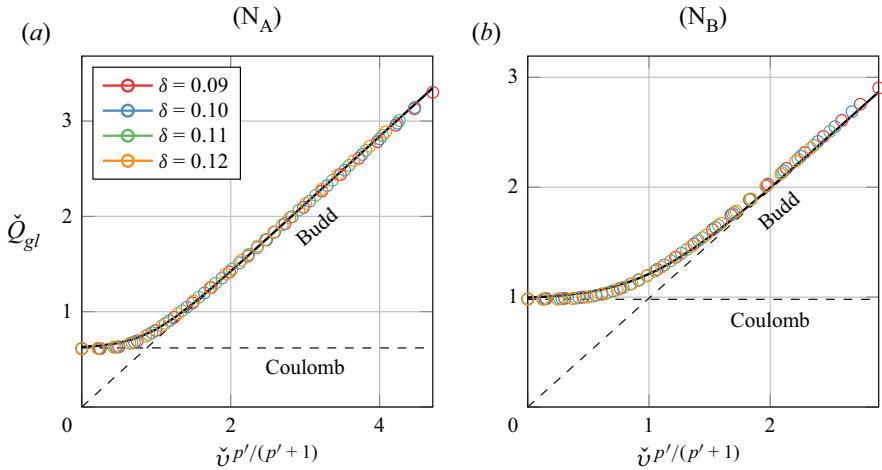 (N_A)
(a)
δ = 0.09
δ = 0.10
δ = 0.11
δ = 0.12
3
2
1
0
2
4
Q̌_gl
Budd
Coulomb
υ̌^{p′/(p′ + 1)}
(N_B)
(b)
3
2
1
0
1
2
Budd
Coulomb
υ̌^{p′/(p′ + 1)}